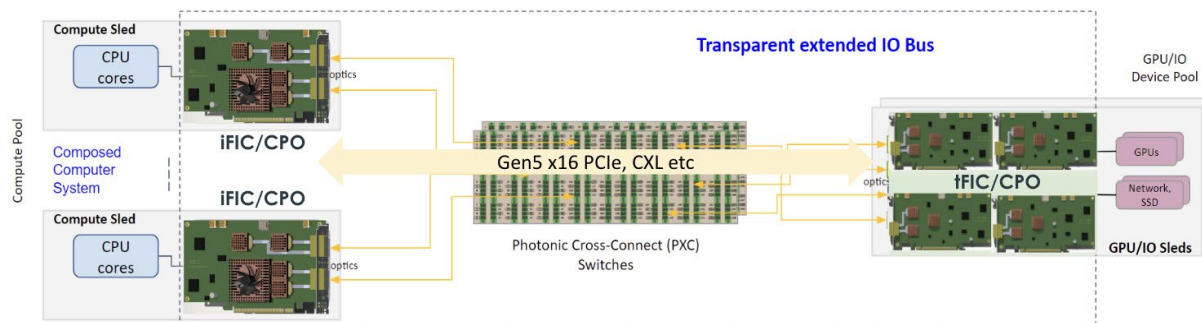 Compute Sled
CPU
cores
optics
iFIC/CPO
Compute Pool
Composed
Computer
System
iFIC/CPO
Compute Sled
CPU
cores
optics
Transparent extended IO Bus
Gen5 x16 PCIe, CXL etc
Photonic Cross-Connect (PXC)
Switches
GPU/IO
Device Pool
optics
tFIC/CPO
GPUs
Network,
SSD
GPU/IO Sleds